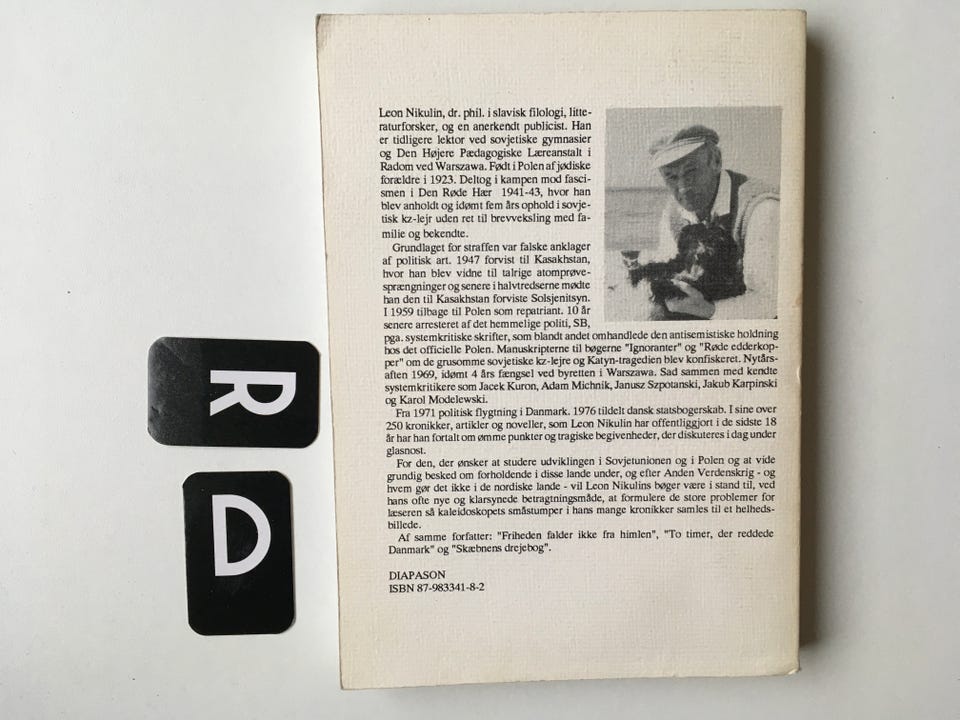 Leon Nikulin, dr. phil. i slavisk filologi, litte-
raturforsker, og en anerkendt publicist. Han
er tidligere lektor ved sovjetiske gymnasier
og Den Højere Pædagogiske Læreanstalt i
Radom ved Warszawa. Født i Polen af jødiske
forældre i 1923. Deltog i kampen mod fasci-
smen i Den Røde Hær 1941-43, hvor han
blev anholdt og idømt fem års ophold i sovje-
tisk kz-lejr uden ret til brevveksling med fa-
milie og bekendte.
Grundlaget for straffen var falske anklager
af politisk art. 1947 forvist til Kasakhstan,
hvor han blev vidne til talrige atomprøve-
sprængninger og senere i halvtredserne mødte
han den til Kasakhstan forviste Solsjenitsyn.
I 1959 tilbage til Polen som repatriant. 10 år
senere arresteret af det hemmelige politi, SB,
pga. systemkritiske skrifter, som blandt andet omhandlede den antisemistiske holdning
hos det officielle Polen. Manuskripterne til bøgerne "Ignoranter" og "Røde edderkop-
per" om de grusomme sovjetiske kz-lejre og Katyn-tragedien blev konfiskeret. Nytårs-
aften 1969, idømt 4 års fængsel ved byretten i Warszawa. Sad sammen med kendte
systemkritikere som Jacek Kuron, Adam Michnik, Janusz Szpotanski, Jakub Karpinski
og Karol Modelewski.
Fra 1971 politisk flygtning i Danmark. 1976 tildelt dansk statsbogerskab. I sine over
250 kronikker, artikler og noveller, som Leon Nikulin har offentliggjort i de sidste 18
år har han fortalt om ømme punkter og tragiske begivenheder, der diskuteres i dag under
glasnost.
For den, der ønsker at studere udviklingen i Sovjetunionen og i Polen og at vide
grundig besked om forholdende i disse lande under, og efter Anden Verdenskrig - og
hvem gør det ikke i de nordiske lande - vil Leon Nikulins bøger være i stand til, ved
hans ofte nye og klarsynede betragtningsmåde, at formulere de store problemer for
læseren så kaleidoskopets småstumper i hans mange kronikker samles til et helheds-
billede.
Af samme forfatter: "Friheden falder ikke fra himlen", "To timer, der reddede
Danmark" og "Skæbnens drejebog".
DIAPASON
ISBN 87-983341-8-2
R
D